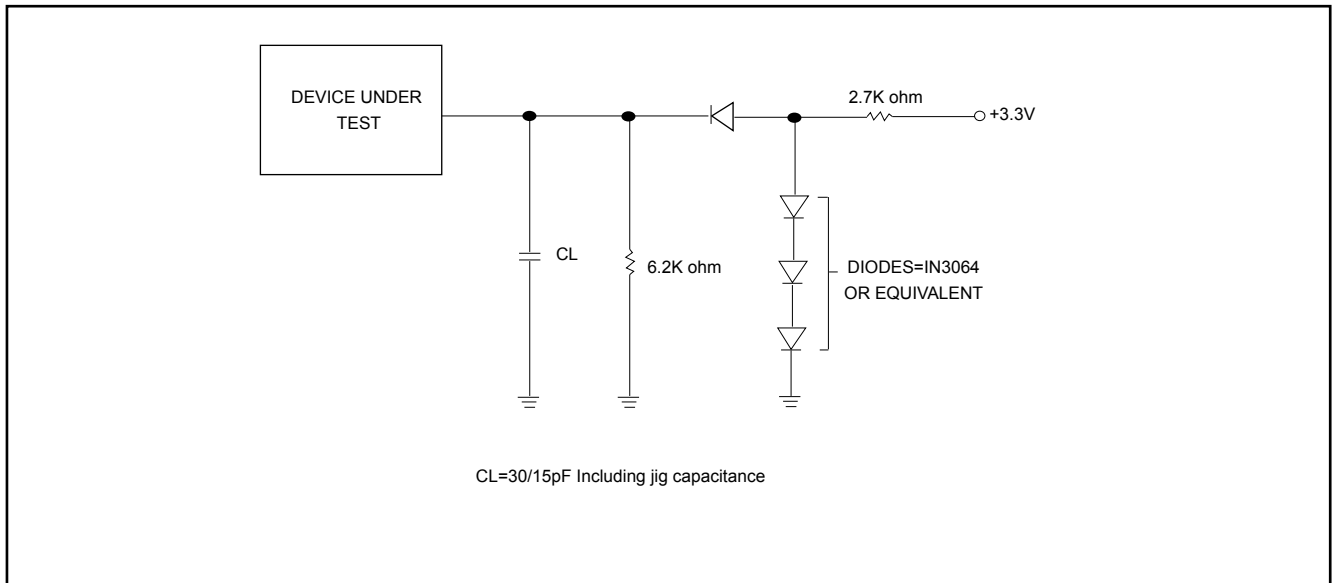 DEVICE UNDER
TEST
2.7K ohm
+3.3V
CL
6.2K ohm
DIODES=IN3064
OR EQUIVALENT
CL=30/15pF Including jig capacitance